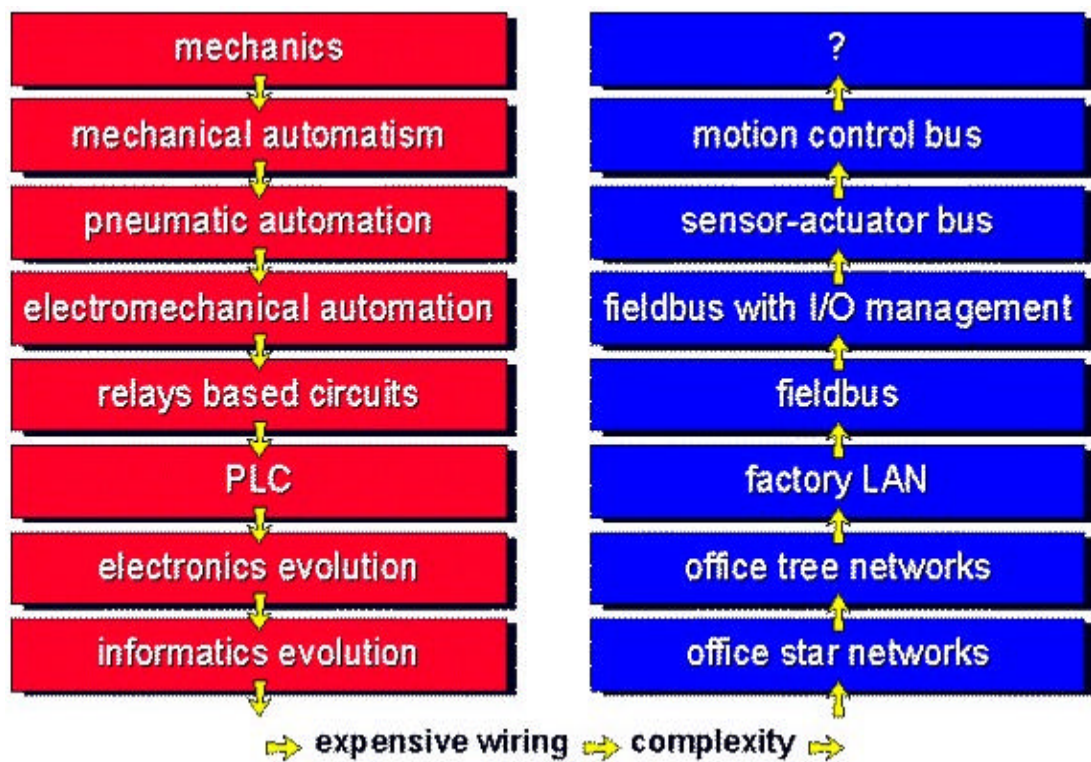 mechanics
mechanical automatism
pneumatic automation
electromechanical automation
relays based circuits
PLC
electronics evolution
informatics evolution
expensive wiring complexity
?
motion control bus
sensor-actuator bus
fieldbus with I/O management
fieldbus
factory LAN
office tree networks
office star networks